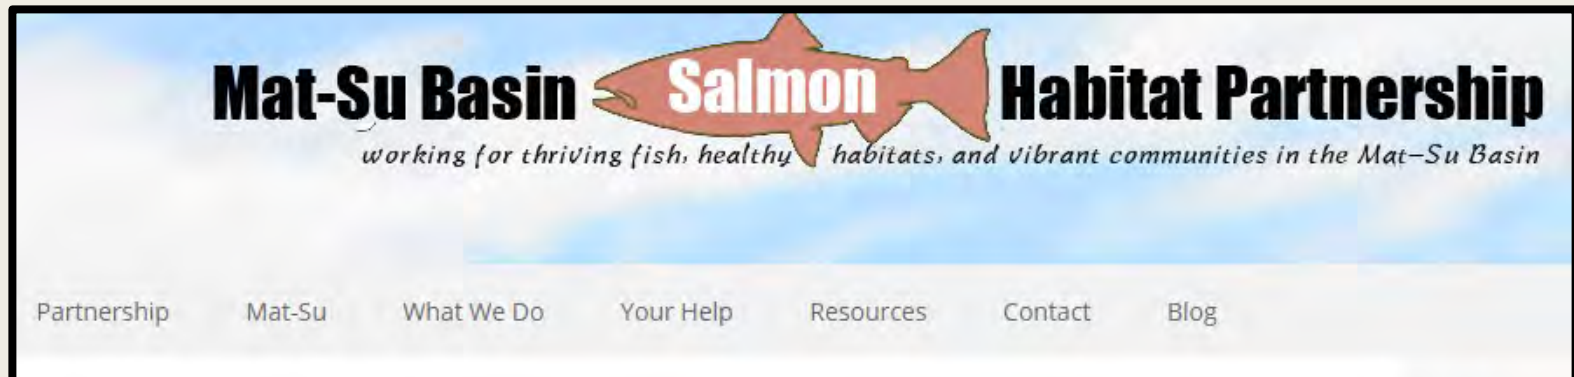 Mat-Su Basin Salmon Habitat Partnership
working for thriving fish, healthy habitats, and vibrant communities in the Mat-Su Basin
Partnership Mat-Su What We Do Your Help Resources Contact Blog